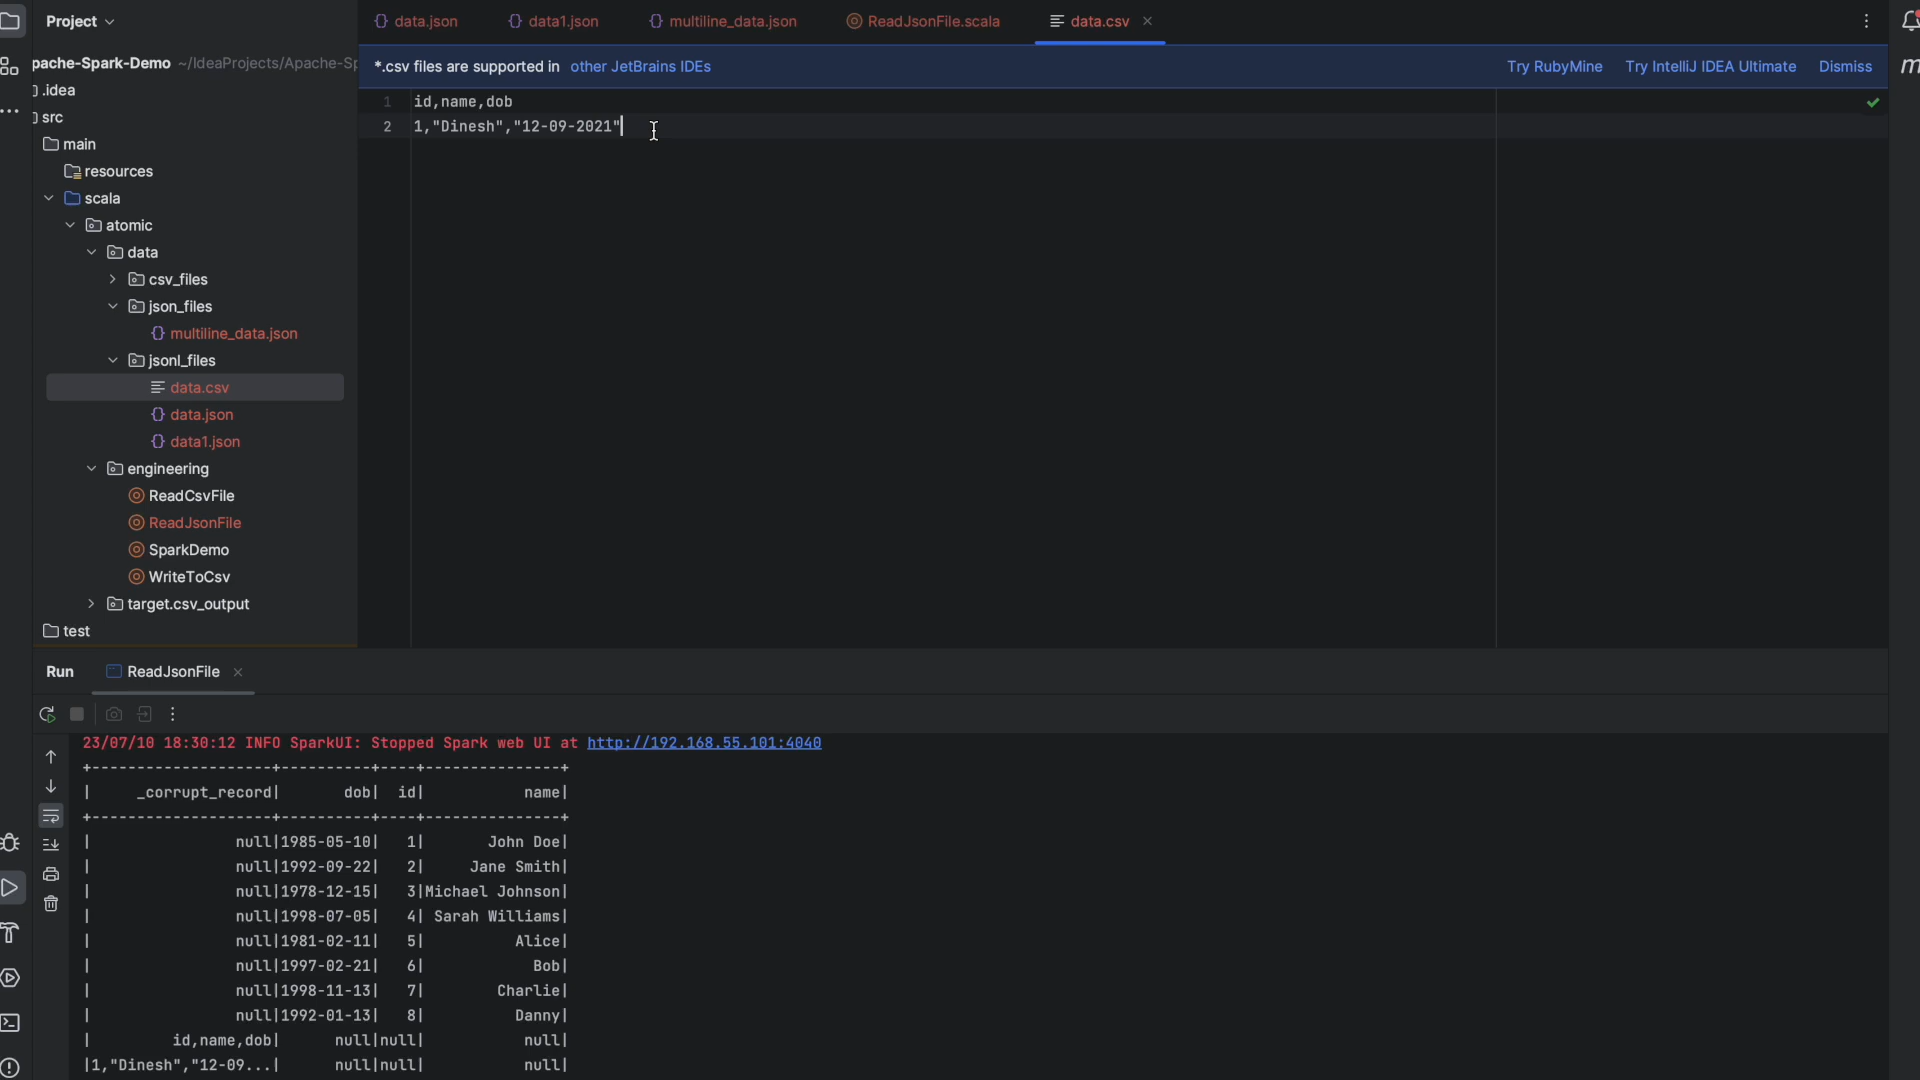 Project
data.json
data1.json
multiline_data.json
ReadJsonFile.scala
data.csv
pache-Spark-Demo ~/IdeaProjects/Apache-Sp
*.csv files are supported in other JetBrains IDEs
Try RubyMine
Try IntelliJ IDEA Ultimate
Dismiss
m
.idea
src
main
resources
scala
atomic
data
csv_files
json_files
multiline_data.json
jsonl_files
data.csv
data.json
data1.json
engineering
ReadCsvFile
ReadJsonFile
SparkDemo
WriteToCsv
target.csv_output
test
1 id,name,dob
2 1,"Dinesh","12-09-2021"
Run
ReadJsonFile
23/07/10 18:30:12 INFO SparkUI: Stopped Spark web UI at http://192.168.55.101:4040
+--------------------+----------+----+---------------+
|     _corrupt_record|       dob|  id|           name|
+--------------------+----------+----+---------------+
|                null|1985-05-10|   1|       John Doe|
|                null|1992-09-22|   2|     Jane Smith|
|                null|1978-12-15|   3|Michael Johnson|
|                null|1998-07-05|   4| Sarah Williams|
|                null|1981-02-11|   5|          Alice|
|                null|1997-02-21|   6|            Bob|
|                null|1998-11-13|   7|        Charlie|
|                null|1992-01-13|   8|          Danny|
|         id,name,dob|      null|null|           null|
|1,"Dinesh","12-09...|      null|null|           null|